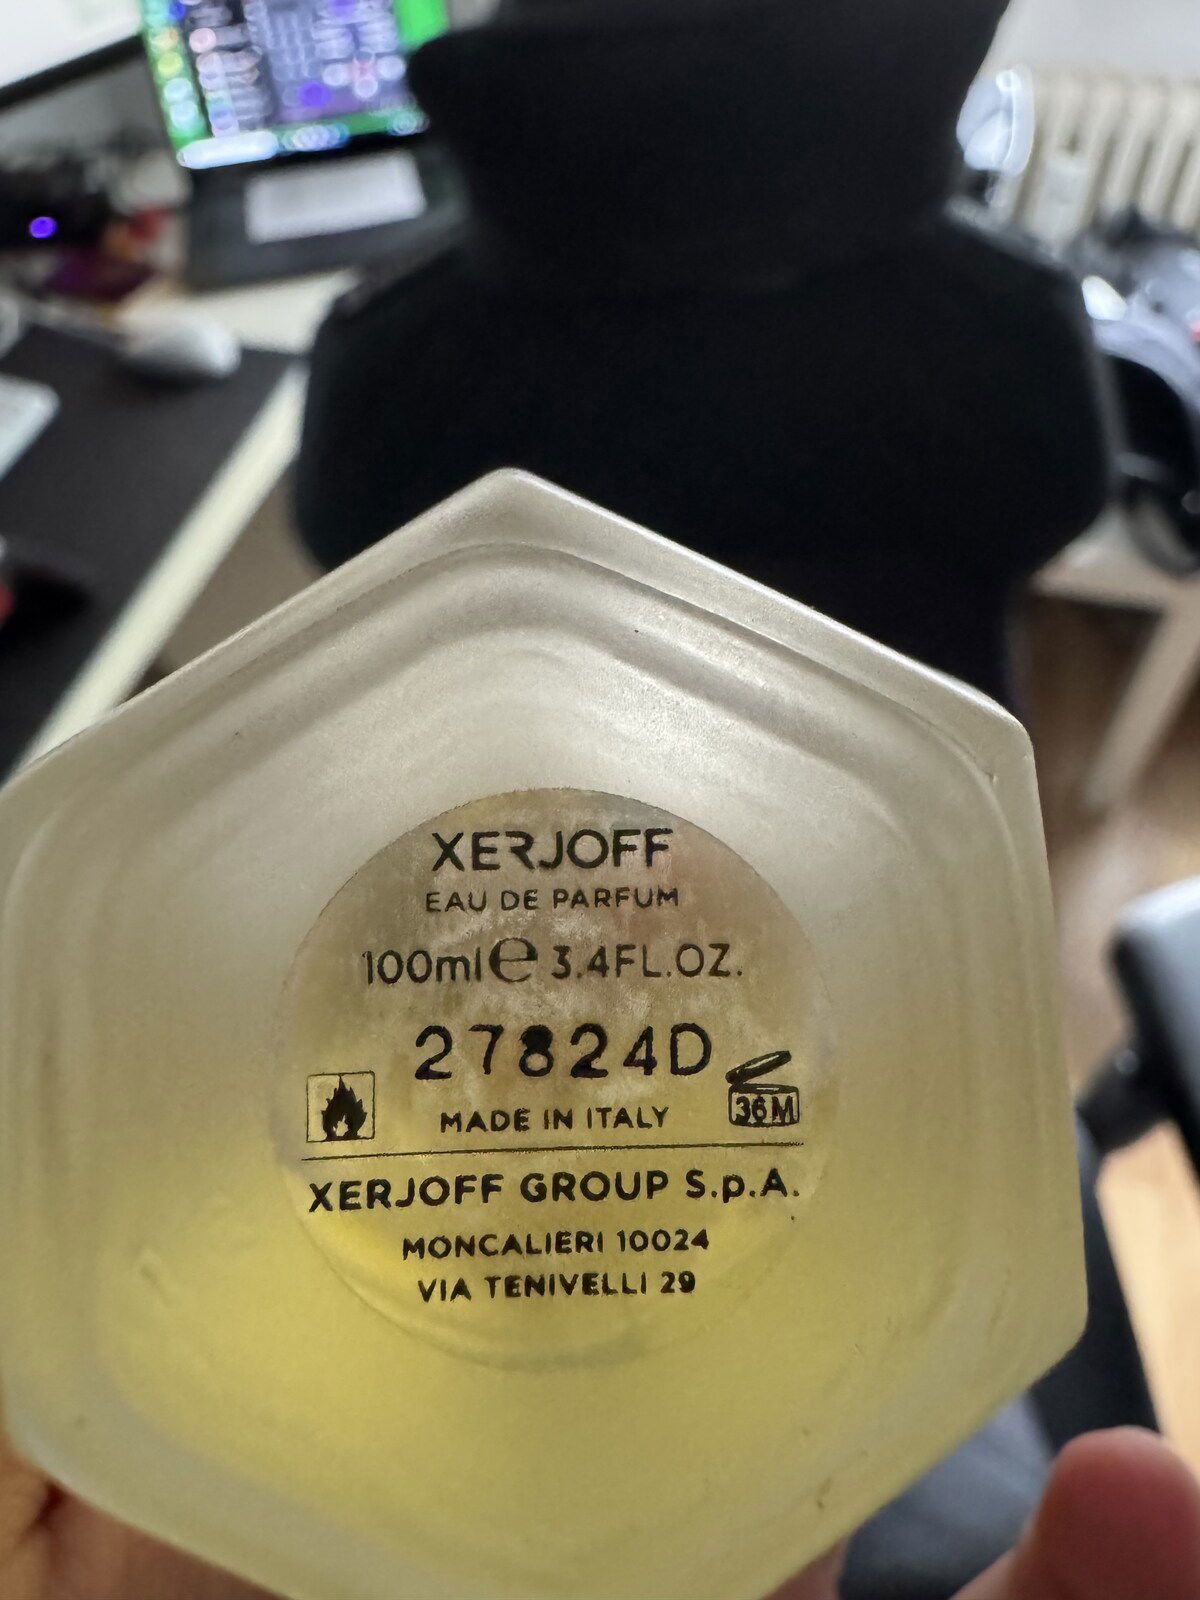 XERJOFF
EAU DE PARFUM
100ml℮ 3.4FL.OZ.
27824D
36M
MADE IN ITALY
XERJOFF GROUP S.p.A.
MONCALIERI 10024
VIA TENIVELLI 29